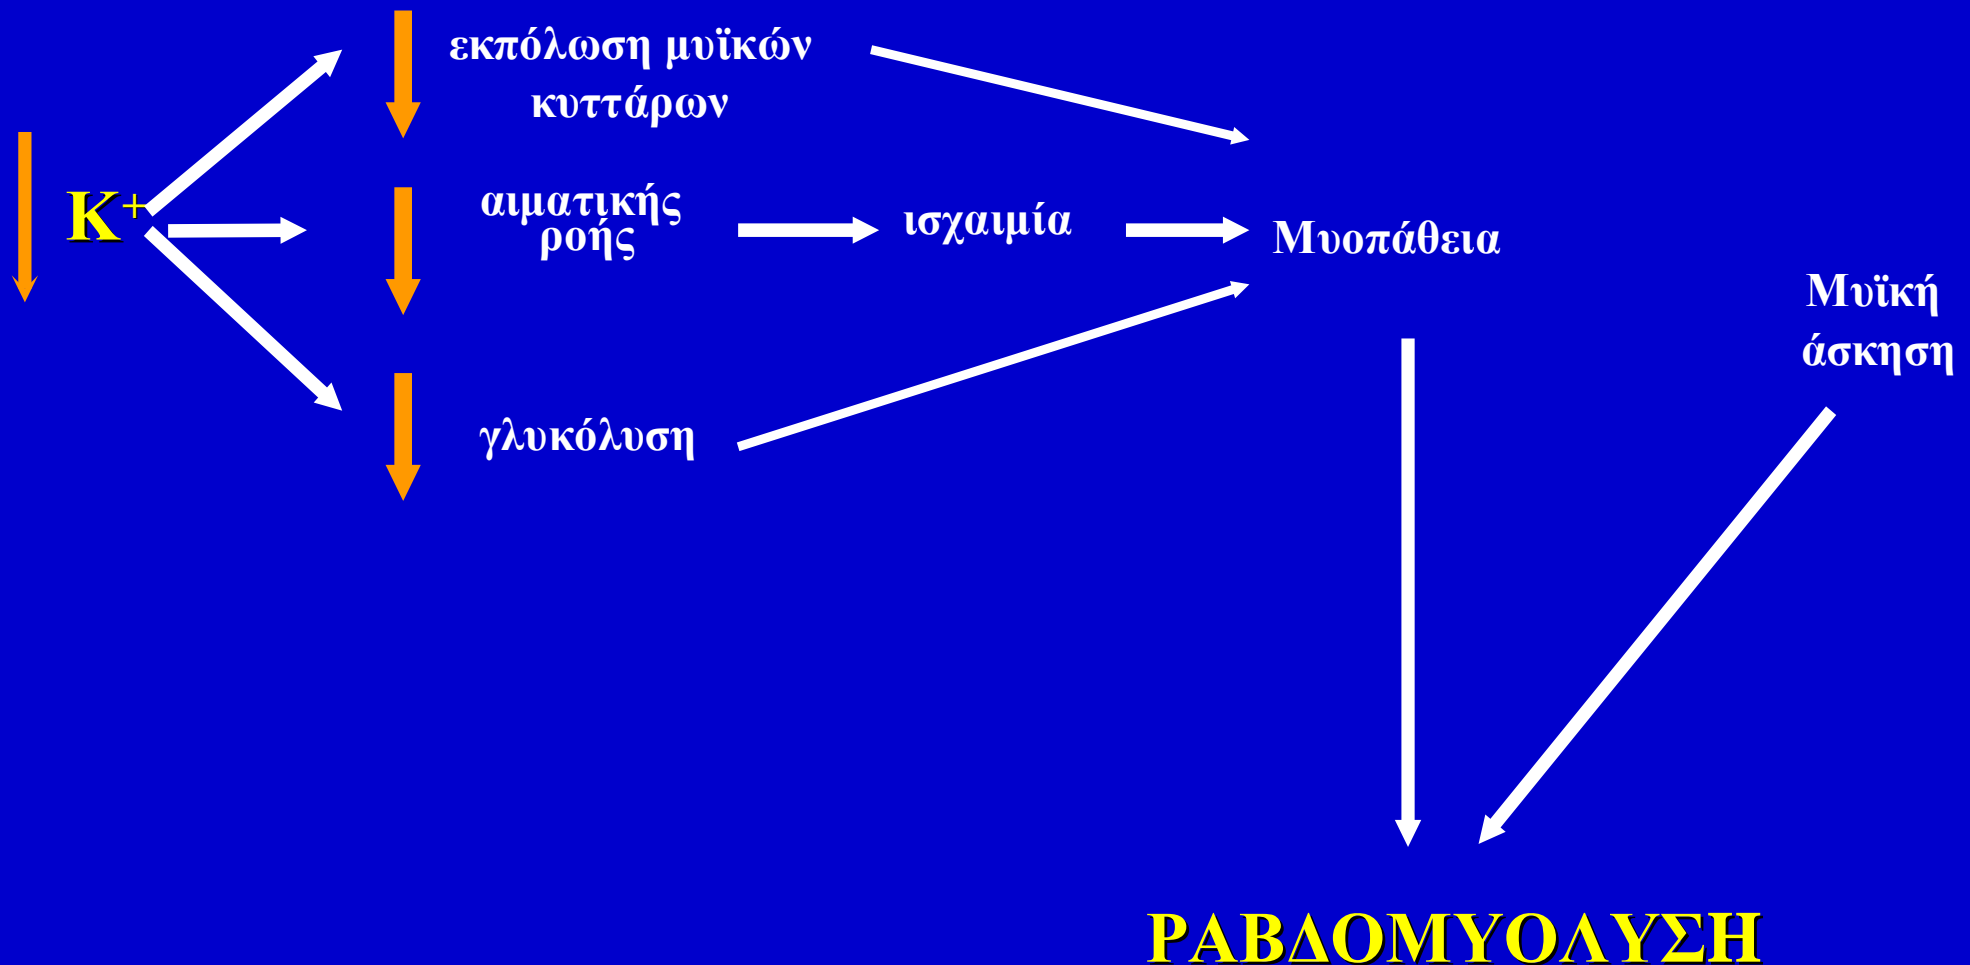 εκπόλωση μυϊκών
κυττάρων
K+
αιματικής
ροής
ισχαιμία
Μυοπάθεια
Μυϊκή
άσκηση
γλυκόλυση
ΡΑΒΔΟΜΥΟΛΥΣΗ